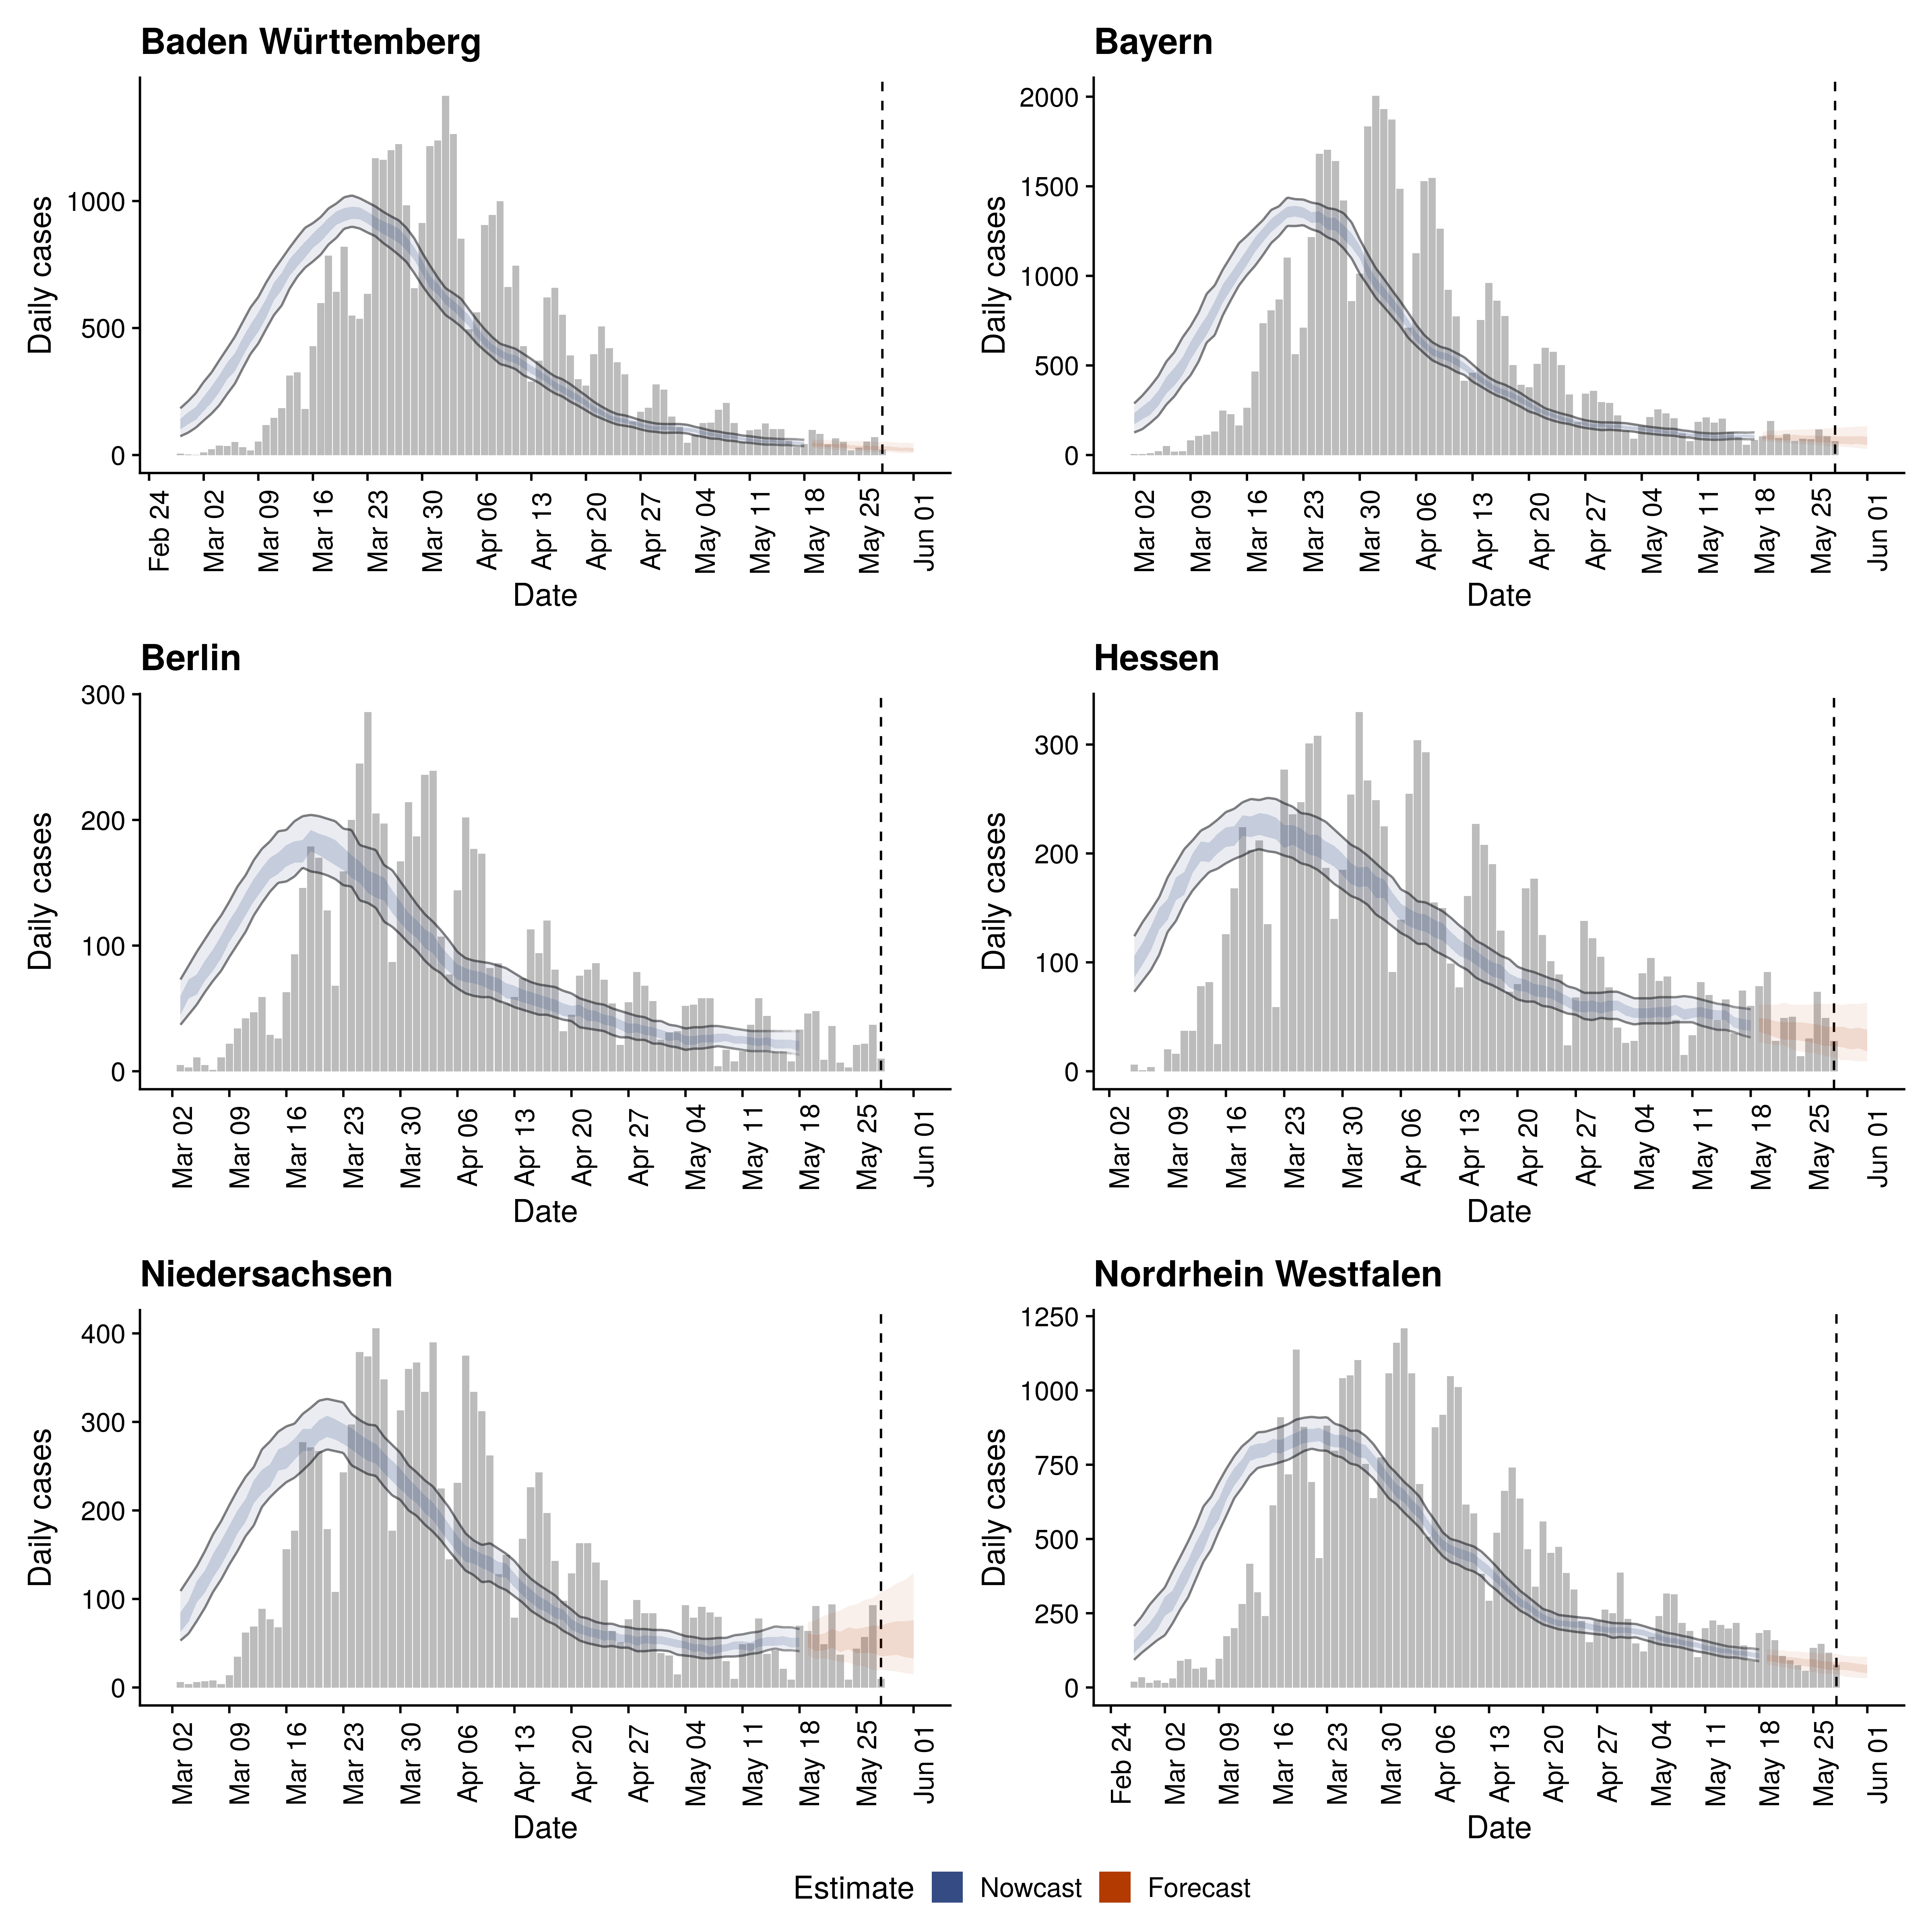 Baden Württemberg
Daily cases
1000
500
0
Feb 24
Mar 02
Mar 09
Mar 16
Mar 23
Mar 30
Apr 06
Apr 13
Apr 20
Apr 27
May 04
May 11
May 18
May 25
Jun 01
Date
Bayern
Daily cases
2000
1500
1000
500
0
Mar 02
Mar 09
Mar 16
Mar 23
Mar 30
Apr 06
Apr 13
Apr 20
Apr 27
May 04
May 11
May 18
May 25
Jun 01
Date
Berlin
Daily cases
300
200
100
0
Mar 02
Mar 09
Mar 16
Mar 23
Mar 30
Apr 06
Apr 13
Apr 20
Apr 27
May 04
May 11
May 18
May 25
Jun 01
Date
Hessen
Daily cases
300
200
100
0
Mar 02
Mar 09
Mar 16
Mar 23
Mar 30
Apr 06
Apr 13
Apr 20
Apr 27
May 04
May 11
May 18
May 25
Jun 01
Date
Niedersachsen
Daily cases
400
300
200
100
0
Mar 02
Mar 09
Mar 16
Mar 23
Mar 30
Apr 06
Apr 13
Apr 20
Apr 27
May 04
May 11
May 18
May 25
Jun 01
Date
Nordrhein Westfalen
Daily cases
1250
1000
750
500
250
0
Feb 24
Mar 02
Mar 09
Mar 16
Mar 23
Mar 30
Apr 06
Apr 13
Apr 20
Apr 27
May 04
May 11
May 18
May 25
Jun 01
Date
Estimate Nowcast Forecast